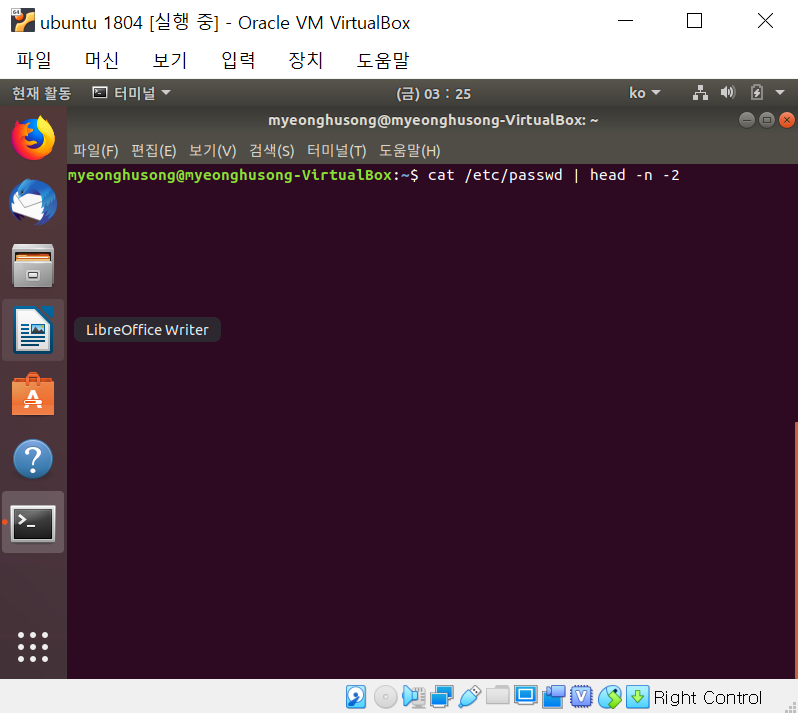 ubuntu 1804 [실행 중] - Oracle VM VirtualBox
파일 머신 보기 입력 장치 도움말
현재 활동 터미널 (금) 03 : 25 ko
myeonghusong@myeonghusong-VirtualBox: ~
파일(F) 편집(E) 보기(V) 검색(S) 터미널(T) 도움말(H)
myeonghusong@myeonghusong-VirtualBox:~$ cat /etc/passwd | head -n -2
LibreOffice Writer
Right Control